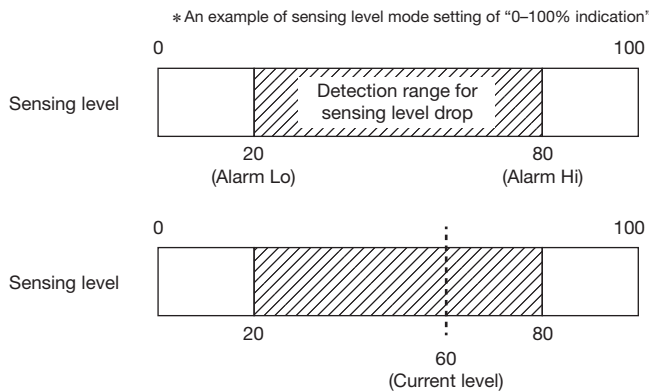 * An example of sensing level mode setting of “0–100% indication”
0 100
Sensing level
Detection range for
sensing level drop
20 80
(Alarm Lo) (Alarm Hi)
0 100
Sensing level
20 80
60
(Current level)